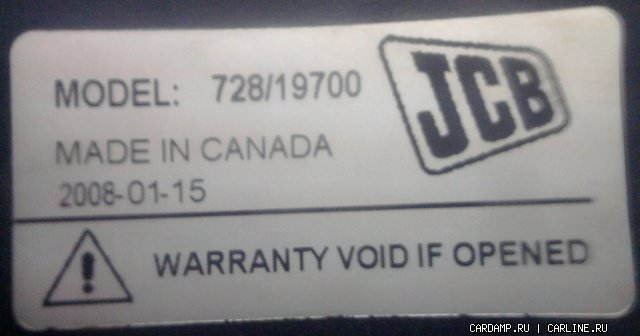 MODEL: 728/19700
JCB
MADE IN CANADA
2008-01-15
WARRANTY VOID IF OPENED
CARDAMP.RU | CARLINE.RU